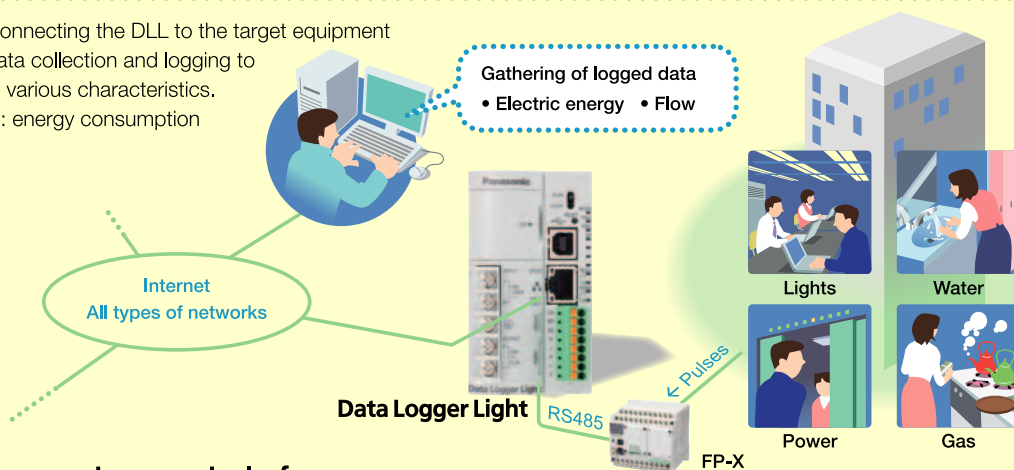 onnecting the DLL to the target equipment
ata collection and logging to
various characteristics.
: energy consumption
Gathering of logged data
• Electric energy • Flow
Panasonic
Internet
All types of networks
Lights
Water
← Pulses
Data Logger Light
Data Logger Light
RS485
Power
Gas
FP-X